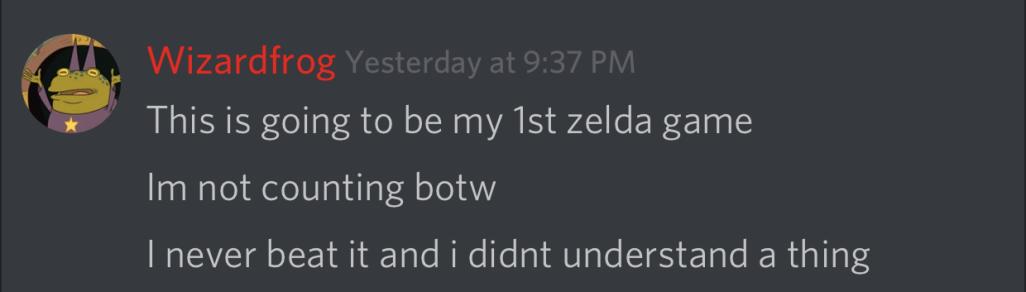 Wizardfrog Yesterday at 9:37 PM
This is going to be my 1st zelda game
Im not counting botw
I never beat it and i didnt understand a thing